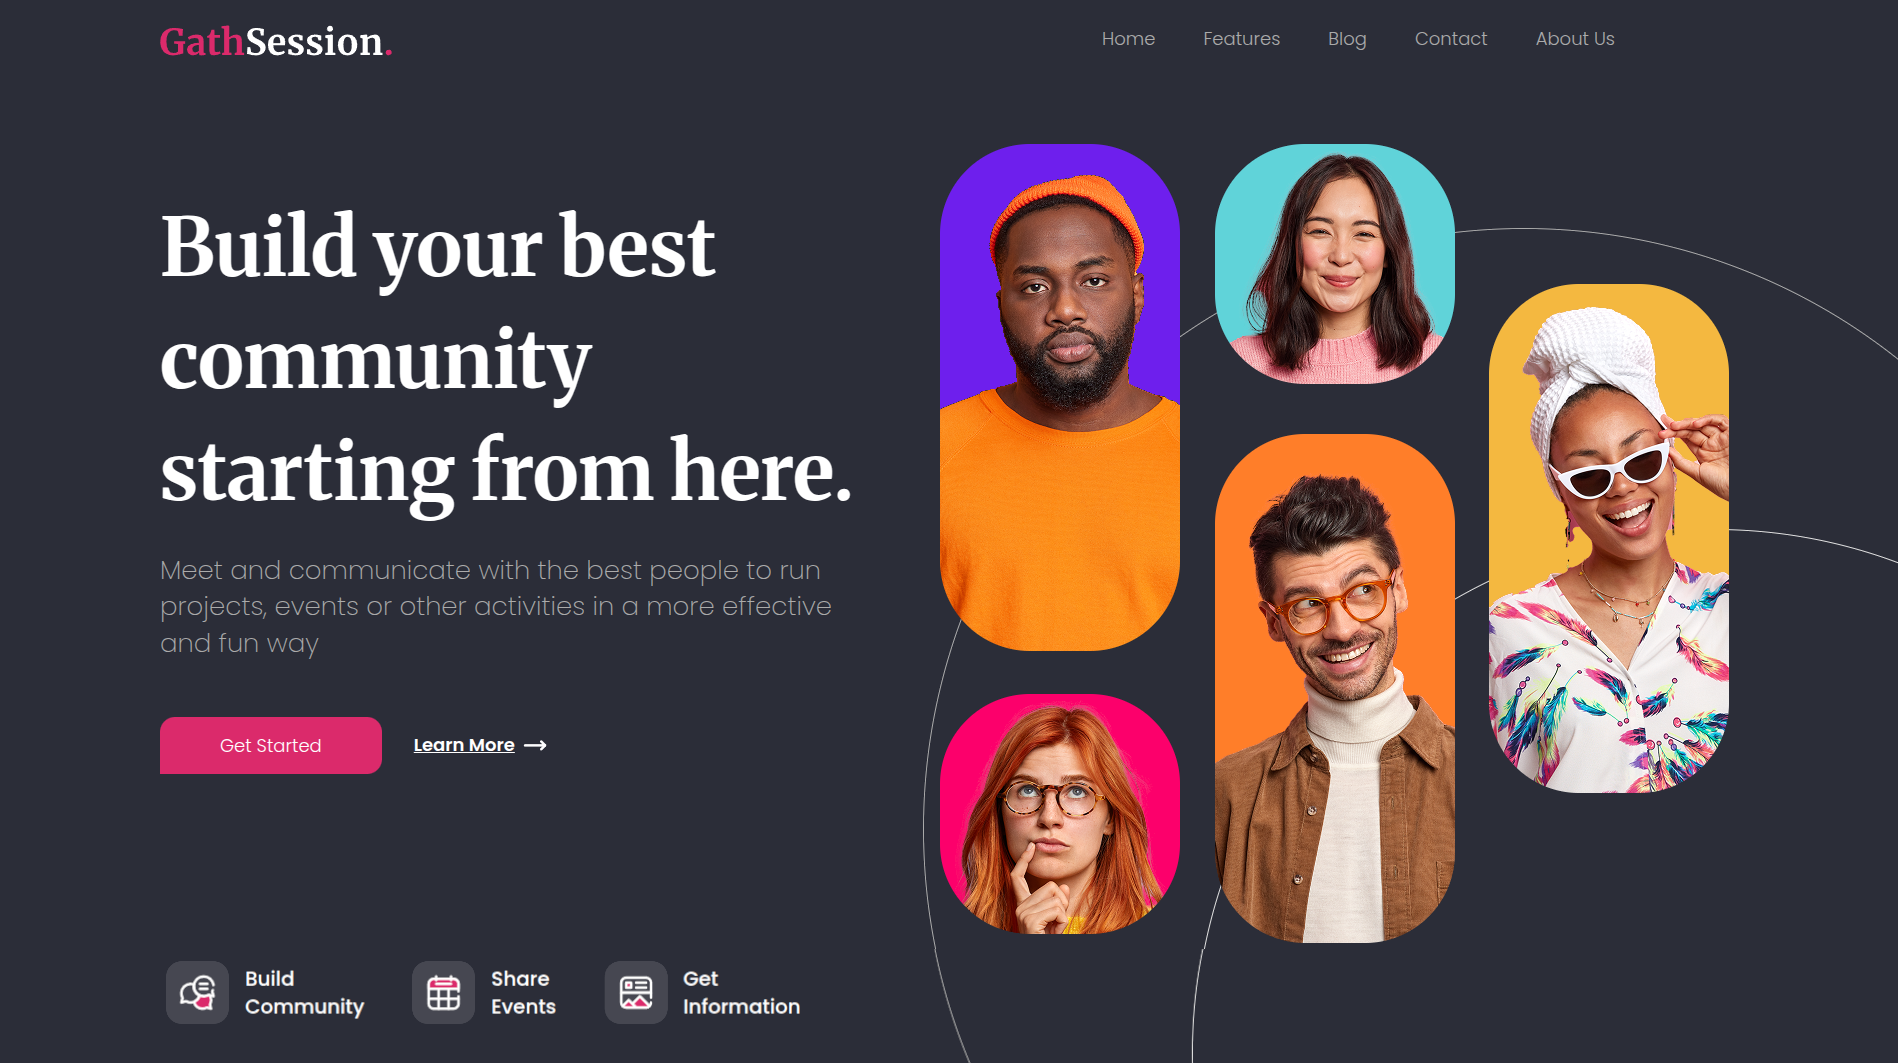 GathSession.
Home
Features
Blog
Contact
About Us
Build your best
community
starting from here.
Meet and communicate with the best people to run
projects, events or other activities in a more effective
and fun way
Get Started
Learn More
Build
Community
Share
Events
Get
Information